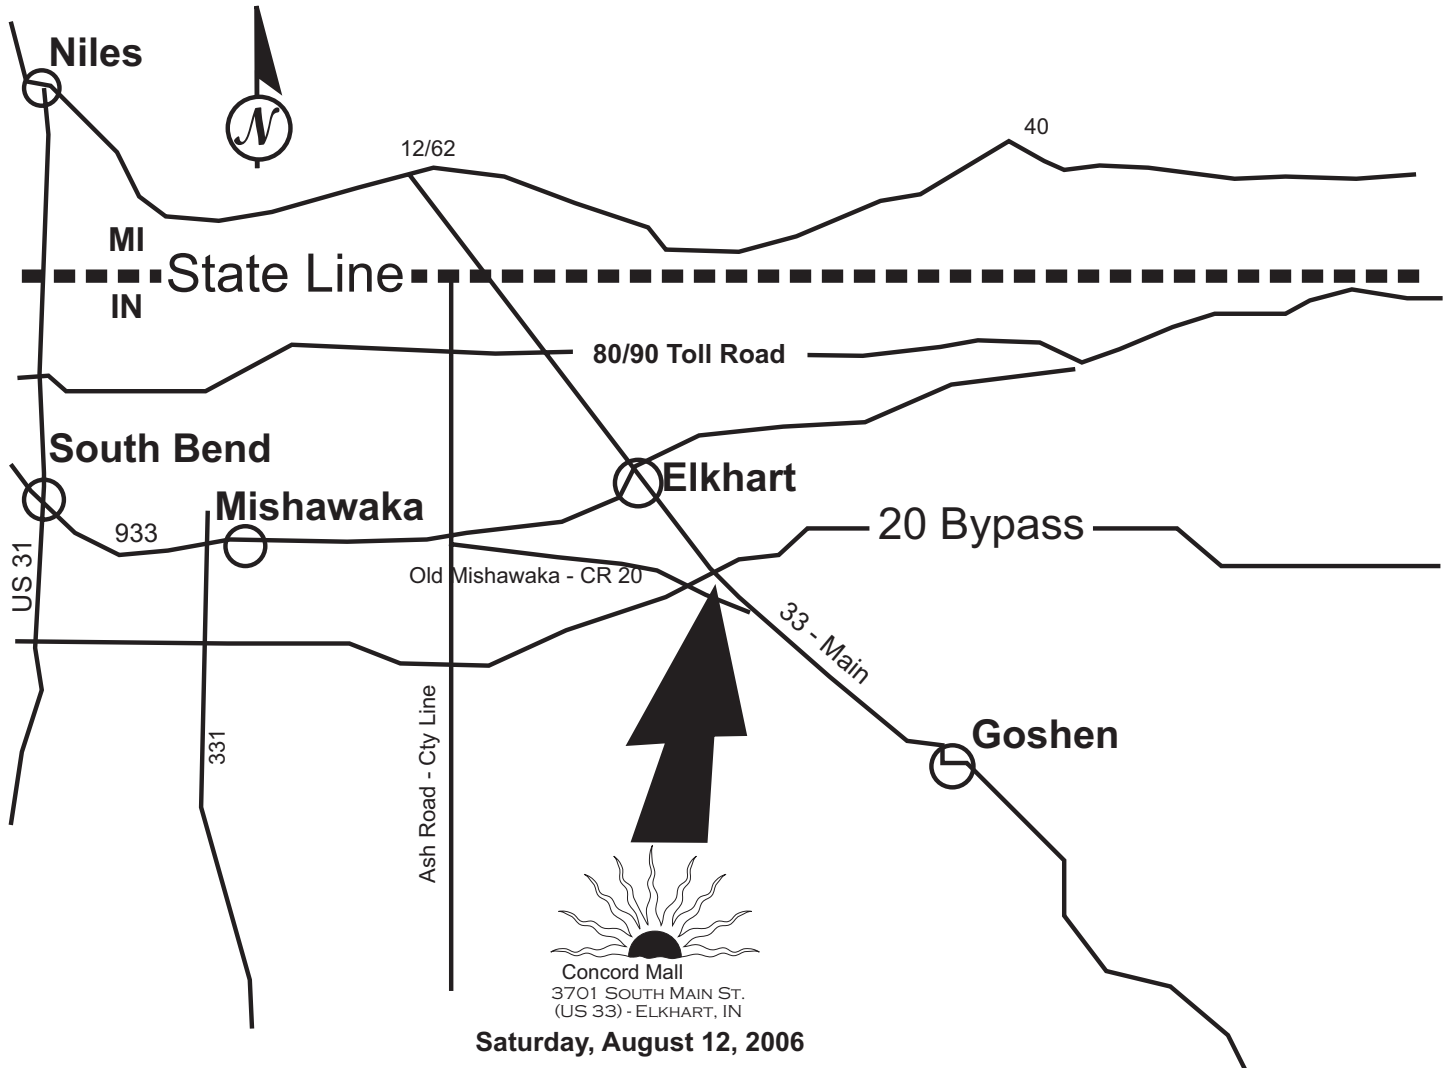 Niles
N
12/62
40
MI
State Line
IN
80/90 Toll Road
South Bend
Elkhart
Mishawaka
933
20 Bypass
US 31
Old Mishawaka - CR 20
33 - Main
331
Ash Road - Cty Line
Goshen
Concord Mall
3701 South Main St.
(US 33) - Elkhart, IN
Saturday, August 12, 2006